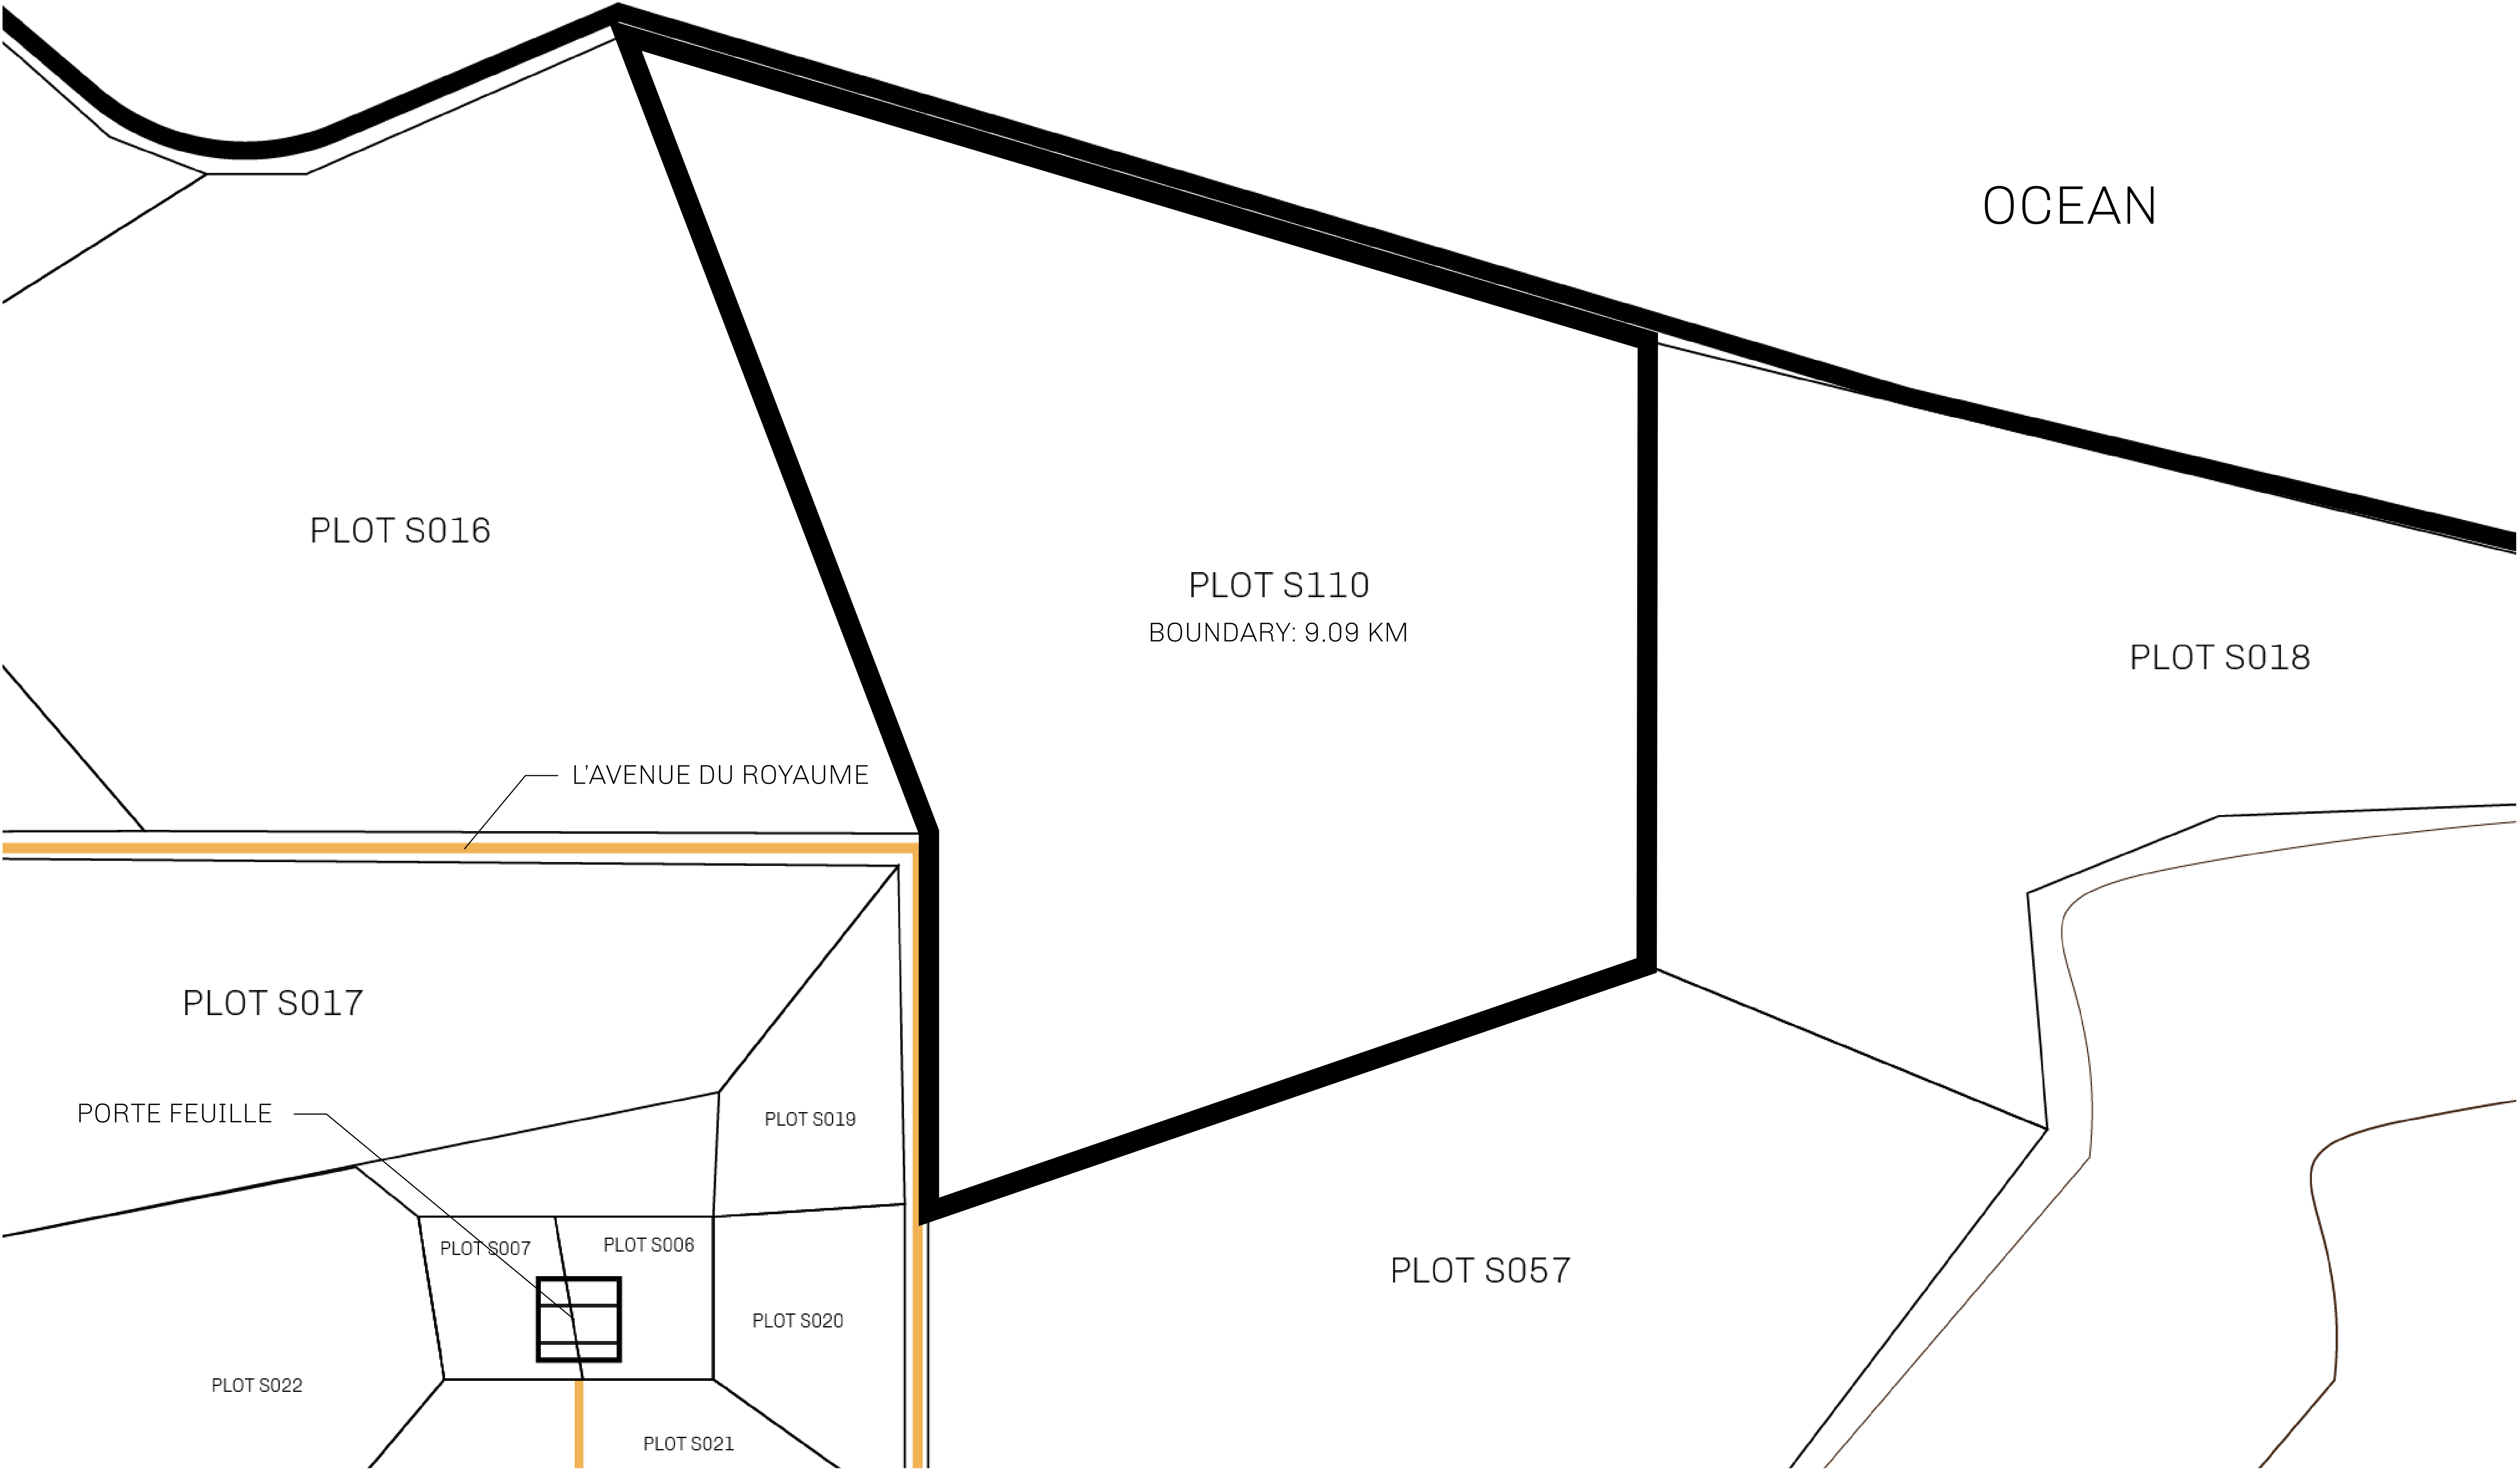 OCEAN
PLOT S016
PLOT S110
BOUNDARY: 9.09 KM
PLOT S018
L'AVENUE DU ROYAUME
PLOT S017
PORTE FEUILLE
PLOT S019
PLOT S007
PLOT S006
PLOT S057
PLOT S020
PLOT S022
PLOT S021